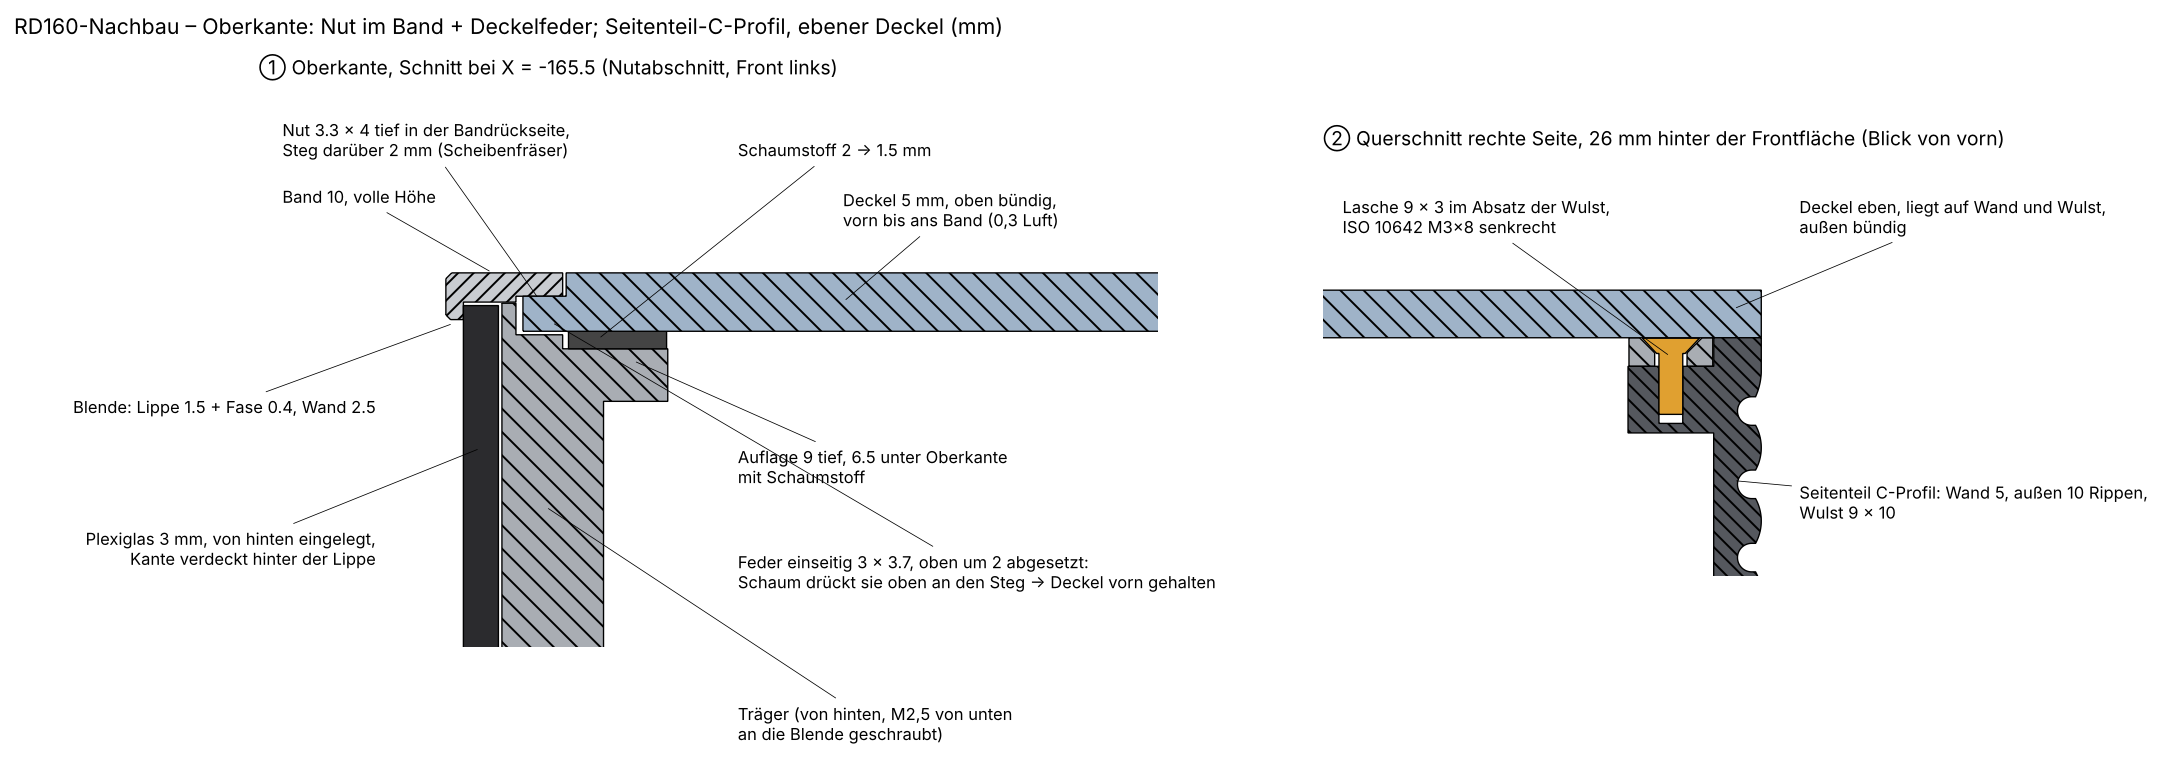 RD160-Nachbau – Oberkante: Nut im Band + Deckelfeder; Seitenteil-C-Profil, ebener Deckel (mm)
① Oberkante, Schnitt bei X = -165.5 (Nutabschnitt, Front links)
Nut 3.3 × 4 tief in der Bandrückseite,
Steg darüber 2 mm (Scheibenfräser)
Band 10, volle Höhe
Schaumstoff 2 → 1.5 mm
Deckel 5 mm, oben bündig,
vorn bis ans Band (0,3 Luft)
Blende: Lippe 1.5 + Fase 0.4, Wand 2.5
Auflage 9 tief, 6.5 unter Oberkante
mit Schaumstoff
Plexiglas 3 mm, von hinten eingelegt,
Kante verdeckt hinter der Lippe
Feder einseitig 3 × 3.7, oben um 2 abgesetzt:
Schaum drückt sie oben an den Steg → Deckel vorn gehalten
Träger (von hinten, M2,5 von unten
an die Blende geschraubt)
② Querschnitt rechte Seite, 26 mm hinter der Frontfläche (Blick von vorn)
Lasche 9 × 3 im Absatz der Wulst,
ISO 10642 M3×8 senkrecht
Deckel eben, liegt auf Wand und Wulst,
außen bündig
Seitenteil C-Profil: Wand 5, außen 10 Rippen,
Wulst 9 × 10